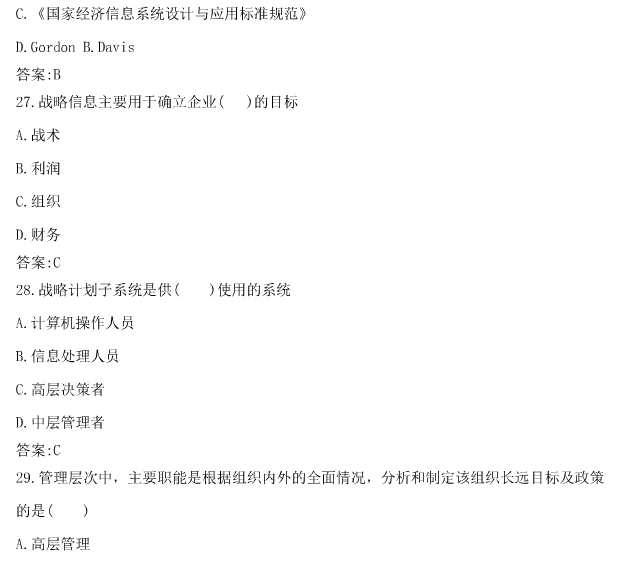 C.《国家经济信息系统设计与应用标准规范》
D.Gordon B.Davis
答案:B
27.战略信息主要用于确立企业(  )的目标
A.战术
B.利润
C.组织
D.财务
答案:C
28.战略计划子系统是供(   )使用的系统
A.计算机操作人员
B.信息处理人员
C.高层决策者
D.中层管理者
答案:C
29.管理层次中，主要职能是根据组织内外的全面情况，分析和制定该组织长远目标及政策
的是(   )
A.高层管理